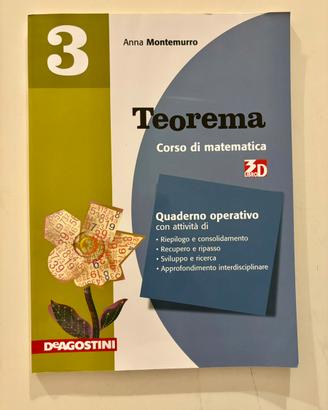 3
Anna Montemurro
Teorema
Corso di matematica
3D
LIBRO
Quaderno operativo
con attività di
• Riepilogo e consolidamento
• Recupero e ripasso
• Sviluppo e ricerca
• Approfondimento interdisciplinare
DeAGOSTINI